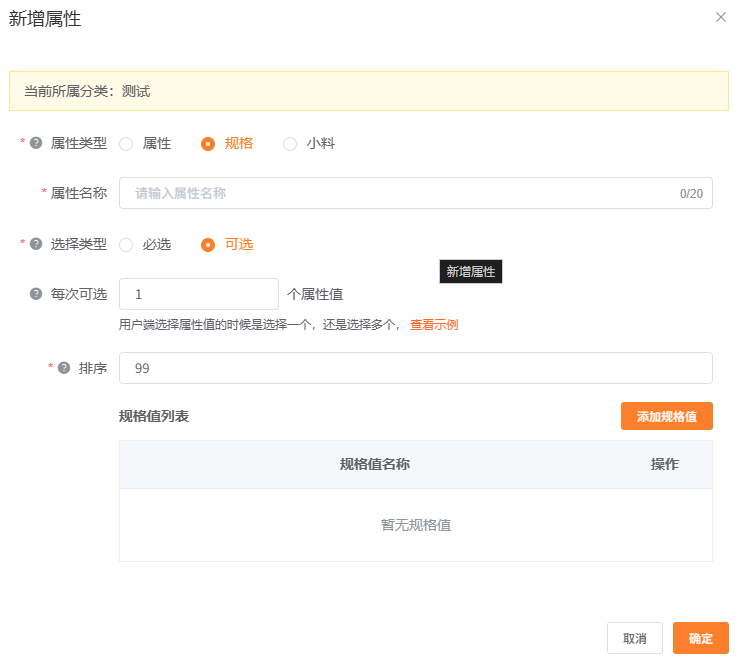 新增属性
当前所属分类：测试
* ? 属性类型 属性 规格 小料
* 属性名称 请输入属性名称 0/20
* ? 选择类型 必选 可选
新增属性
? 每次可选 1 个属性值
用户端选择属性值的时候是选择一个，还是选择多个， 查看示例
* ? 排序 99
规格值列表 添加规格值
规格值名称 操作
暂无规格值
取消 确定